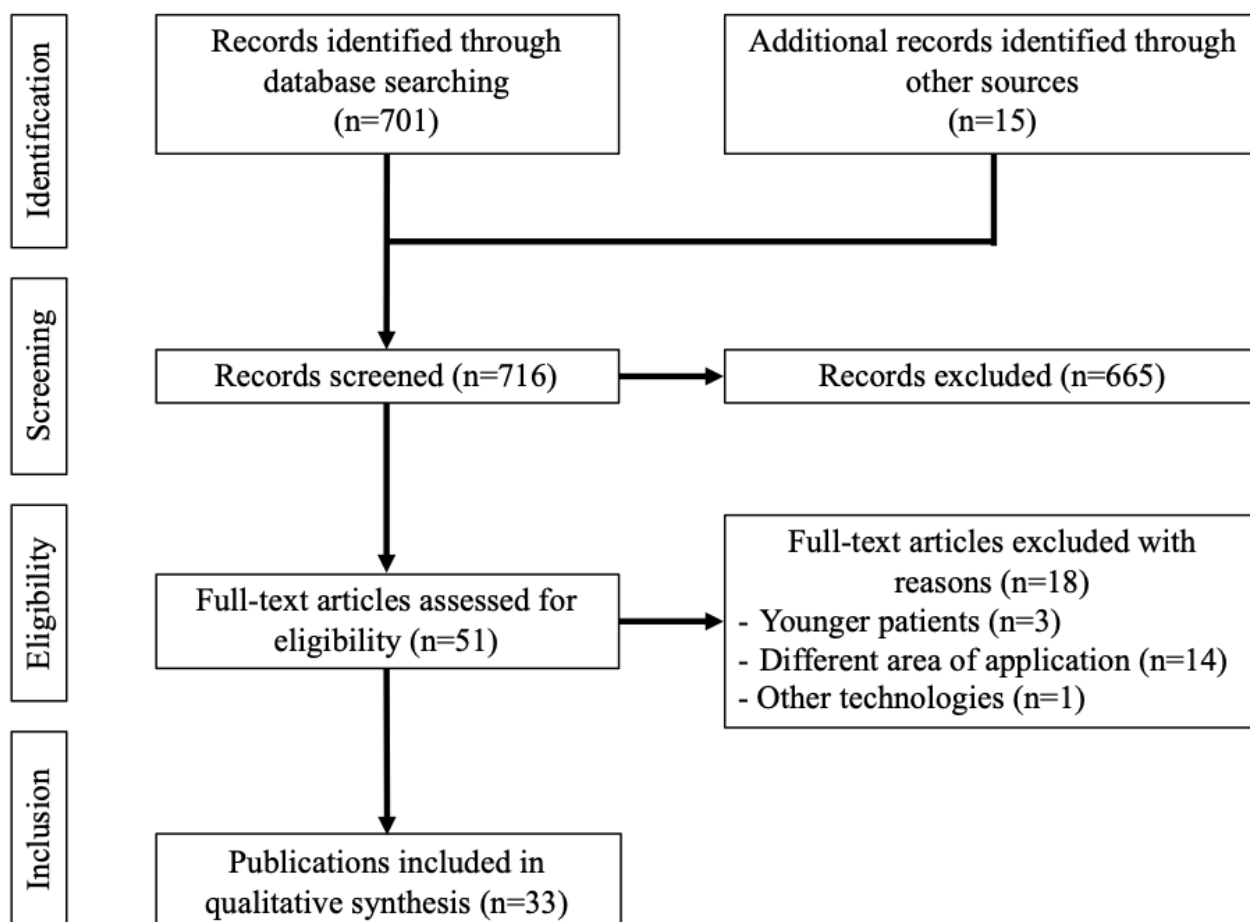 Identification
Records identified through
database searching
(n=701)
Additional records identified through
other sources
(n=15)
Screening
Records screened (n=716)
Records excluded (n=665)
Eligibility
Full-text articles assessed for
eligibility (n=51)
Full-text articles excluded with
reasons (n=18)
- Younger patients (n=3)
- Different area of application (n=14)
- Other technologies (n=1)
Inclusion
Publications included in
qualitative synthesis (n=33)